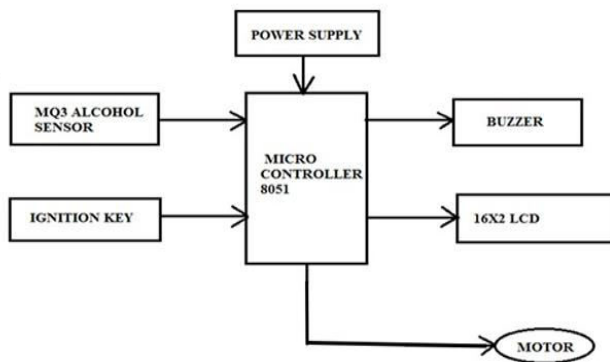 POWER SUPPLY
MQ3 ALCOHOL
SENSOR
BUZZER
MICRO
CONTROLLER
8051
IGNITION KEY
16X2 LCD
MOTOR